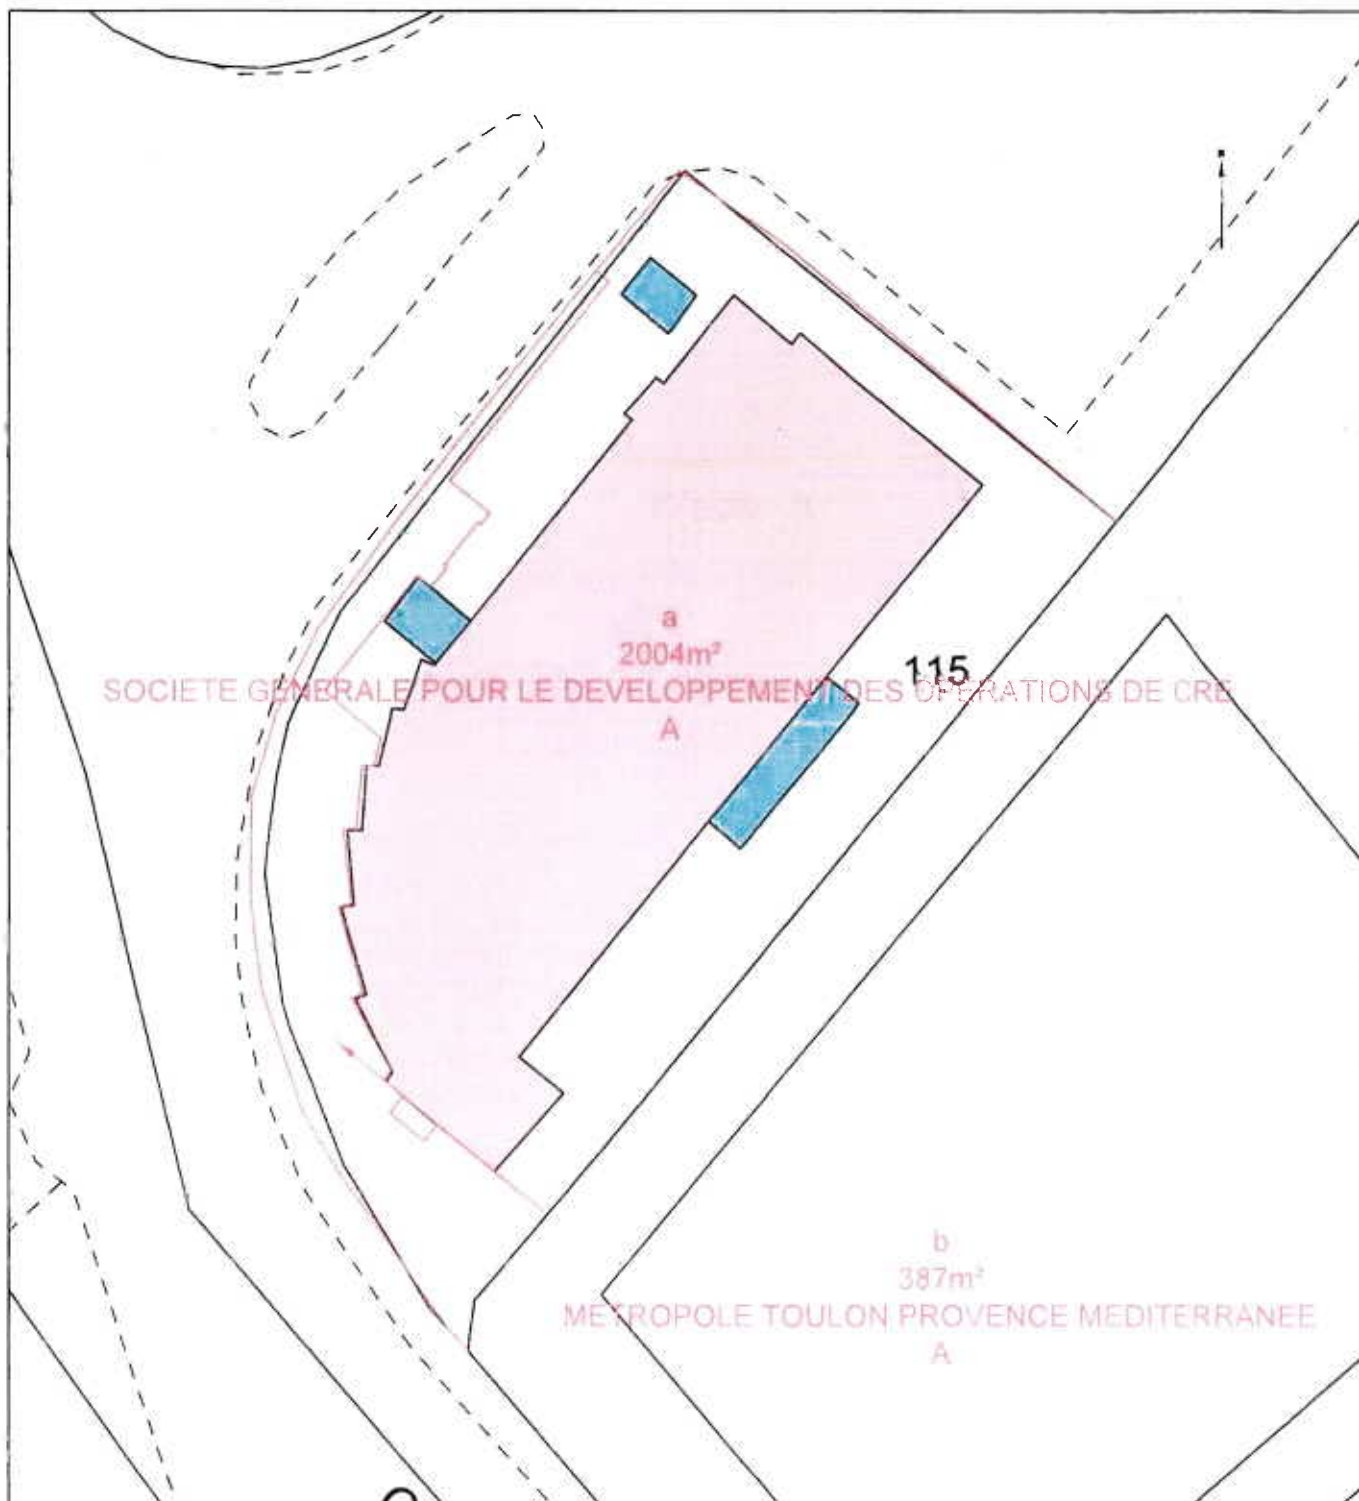 a
2004m²
115
SOCIETE GENERALE POUR LE DEVELOPPEMENT DES OPERATIONS DE CRE
A
b
387m²
METROPOLE TOULON PROVENCE MEDITERRANEE
A